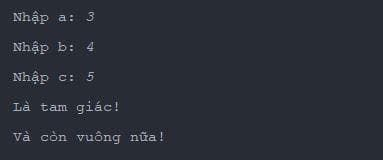 Nhập a: 3
Nhập b: 4
Nhập c: 5
Là tam giác!
Và còn vuông nữa!